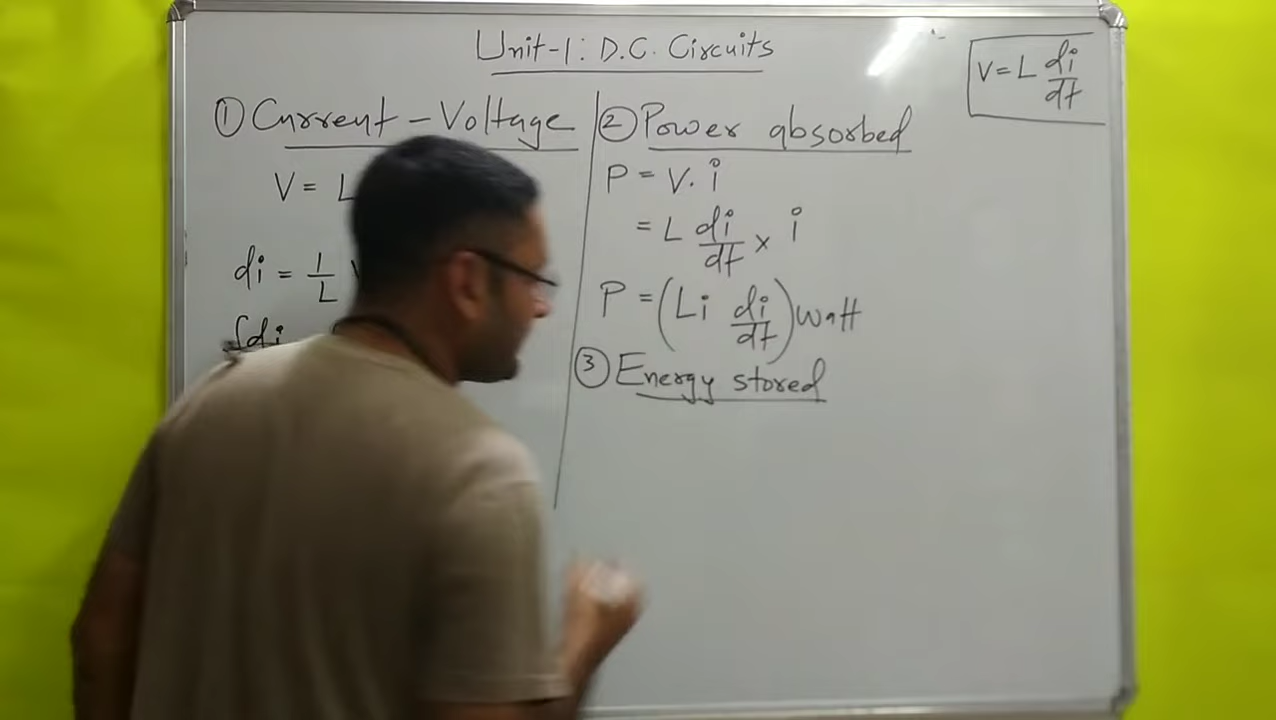 Unit-1: D.C. Circuits
V = L di/dt
① Current - Voltage
V = L
di = 1/L
∫di
② Power absorbed
P = V. i
= L di/dt × i
P = (Li di/dt) Watt
③ Energy stored